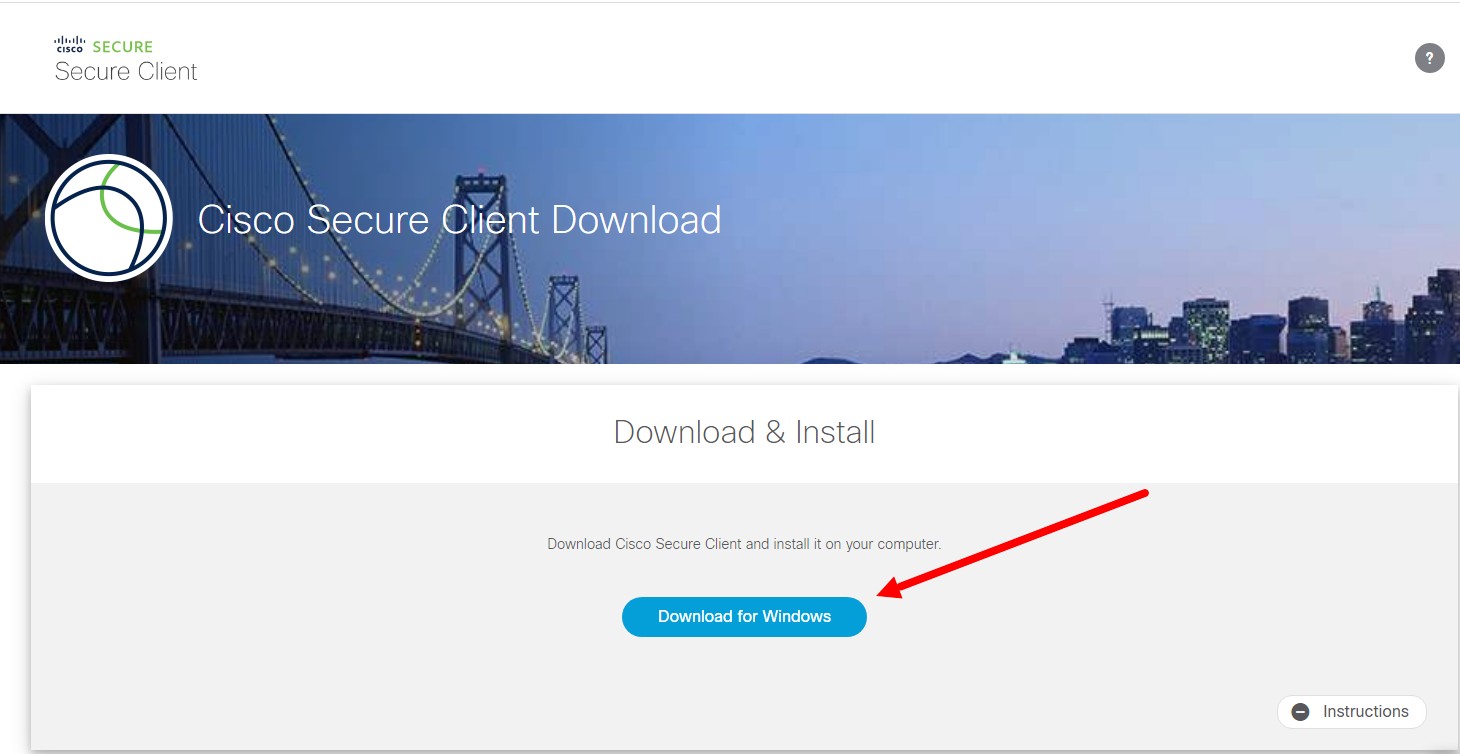 cisco SECURE
Secure Client
?
Cisco Secure Client Download
Download & Install
Download Cisco Secure Client and install it on your computer.
Download for Windows
Instructions